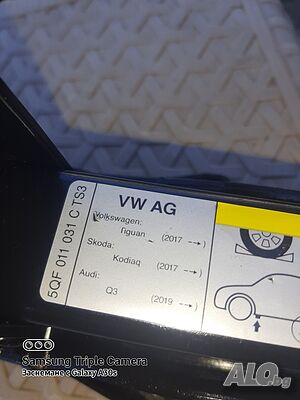 5QF 011 031 C TS3
VW AG
Volkswagen:
Tiguan (2017 -->)
Skoda:
Kodiaq (2017 -->)
Audi:
Q3 (2019 -->)
Samsung Triple Camera
Заснемане с Galaxy A30s
ALO.bg